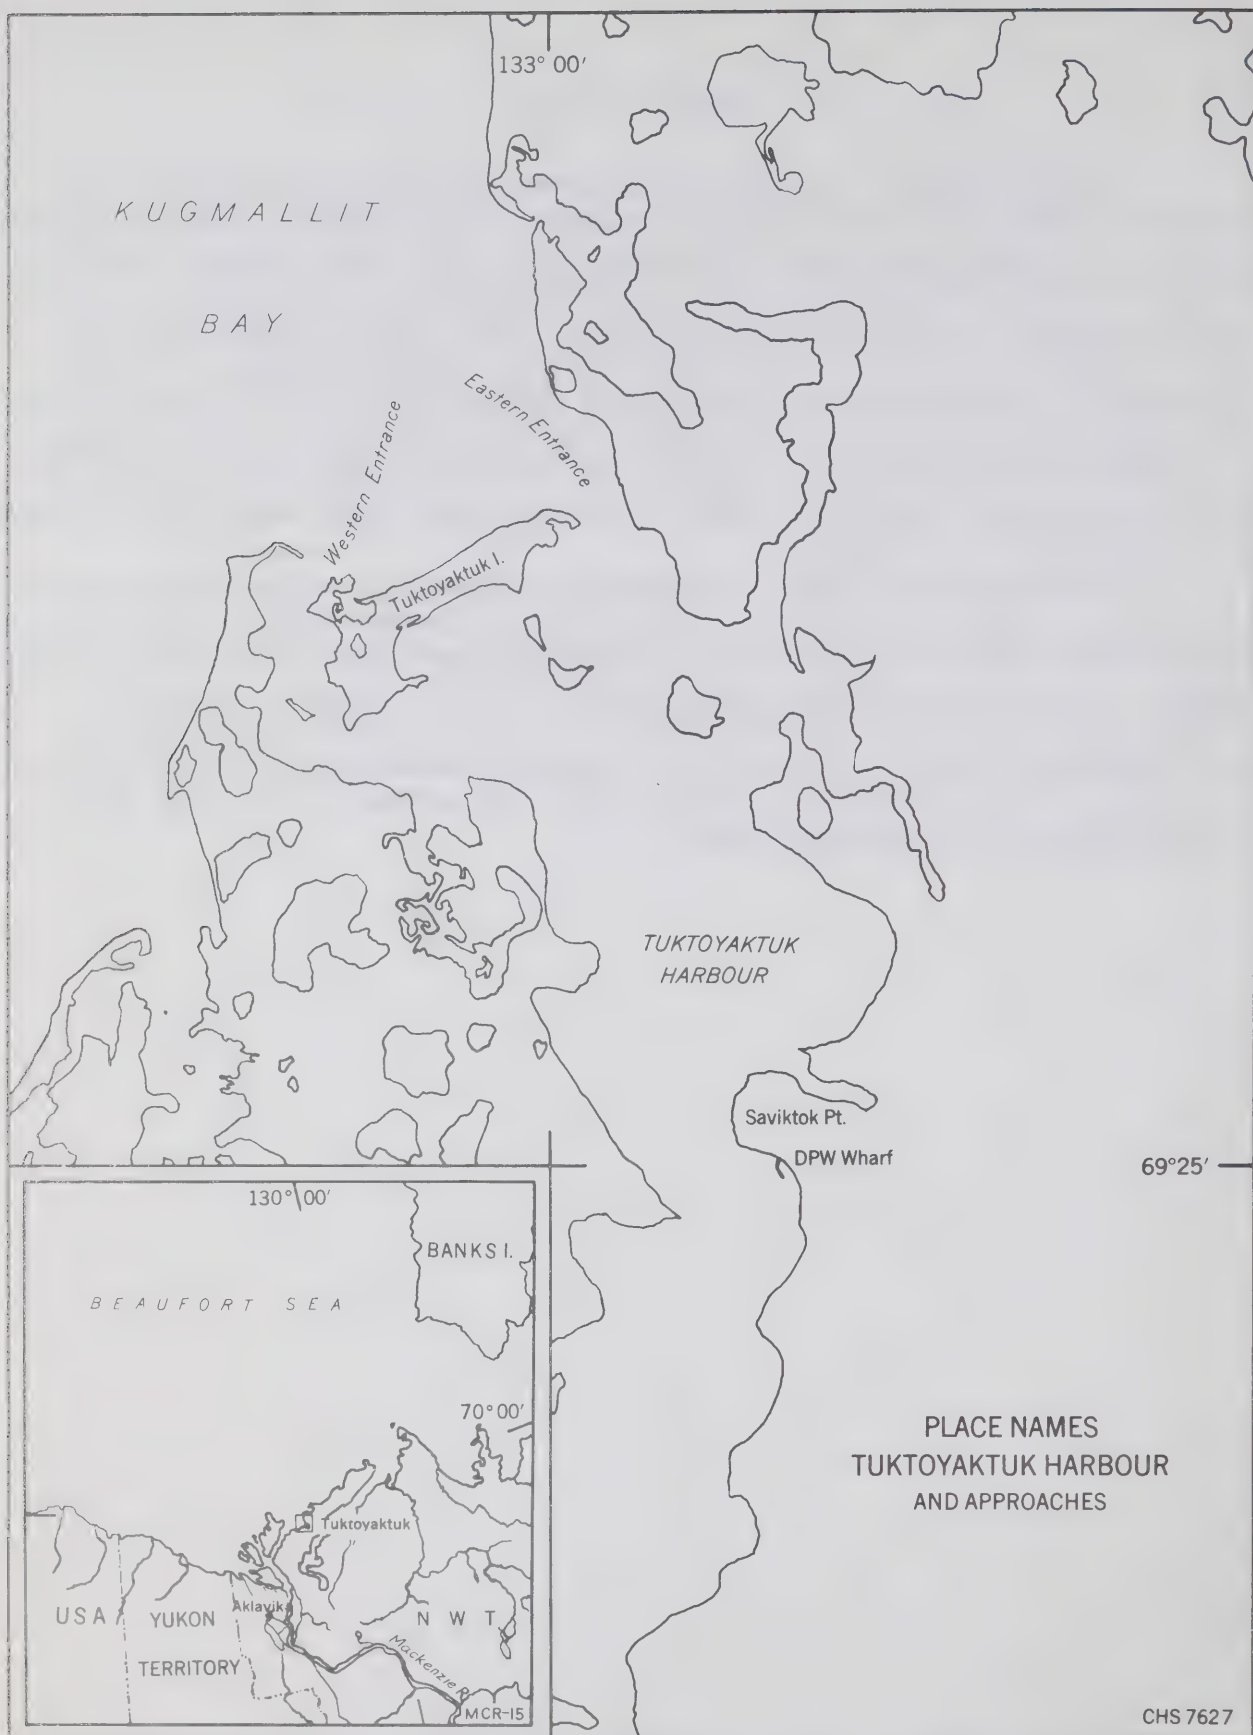 133° 00'
KUGMALLIT
BAY
Eastern Entrance
Western Entrance
Tuktoyaktuk I.
TUKTOYAKTUK
HARBOUR
Saviktok Pt.
DPW Wharf
69°25'
130° 00'
BANKS I.
BEAUFORT SEA
70° 00'
Tuktoyaktuk
Aklavik
USA
YUKON
TERRITORY
N W T
Mackenzie R.
MCR-15
PLACE NAMES
TUKTOYAKTUK HARBOUR
AND APPROACHES
CHS 7627